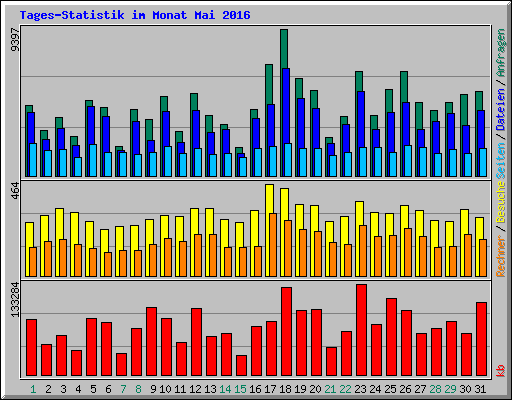 Tages-Statistik im Monat Mai 2016
9397
464
133284
kb Rechner / Besuche Seiten / Dateien / Anfragen
1 2 3 4 5 6 7 8 9 10 11 12 13 14 15 16 17 18 19 20 21 22 23 24 25 26 27 28 29 30 31